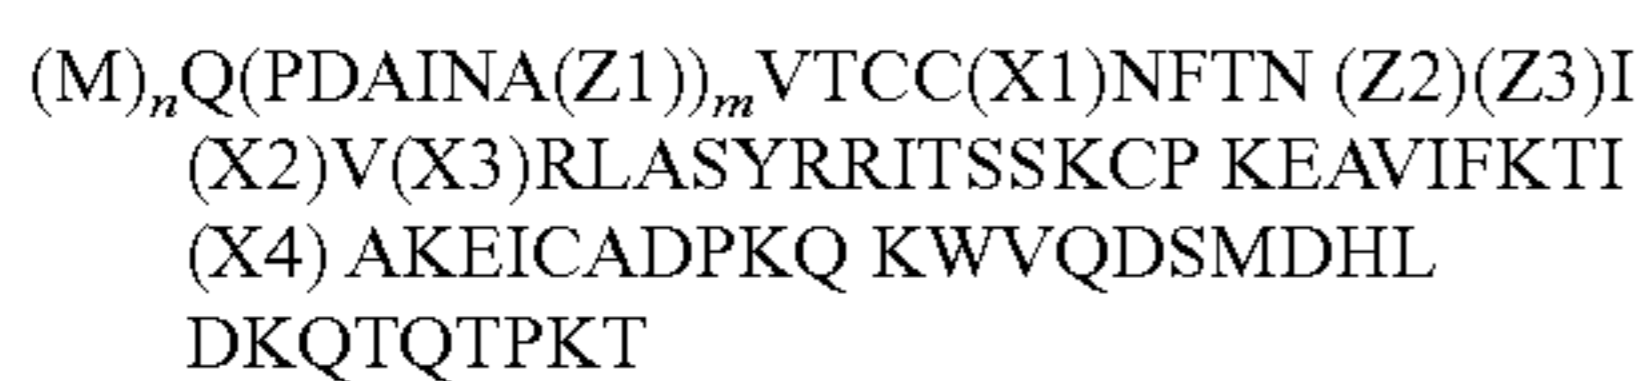 (M)nQ(PDAINA(Z1))mVTCC(X1)NFTN (Z2)(Z3)I
(X2)V(X3)RLASYRRITSSKCP KEAVIFKTI
(X4) AKEICADPKQ KWVQDSMDHL
DKQTQTPKT